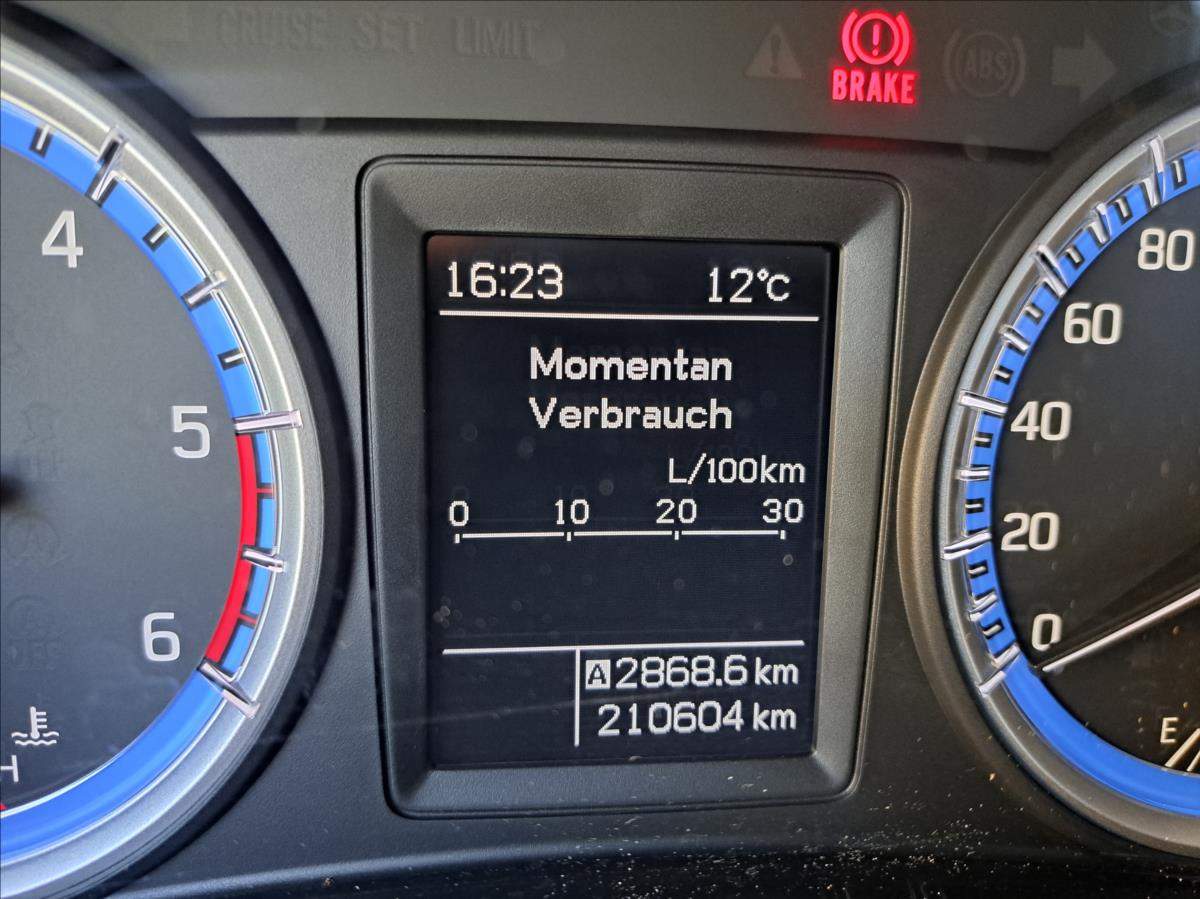 CRUISE SET LIMIT
BRAKE
ABS
4
5
6
H
16:23 12°C
Momentan
Verbrauch
L/100km
0 10 20 30
A 2868.6 km
210604 km
80
60
40
20
0
E